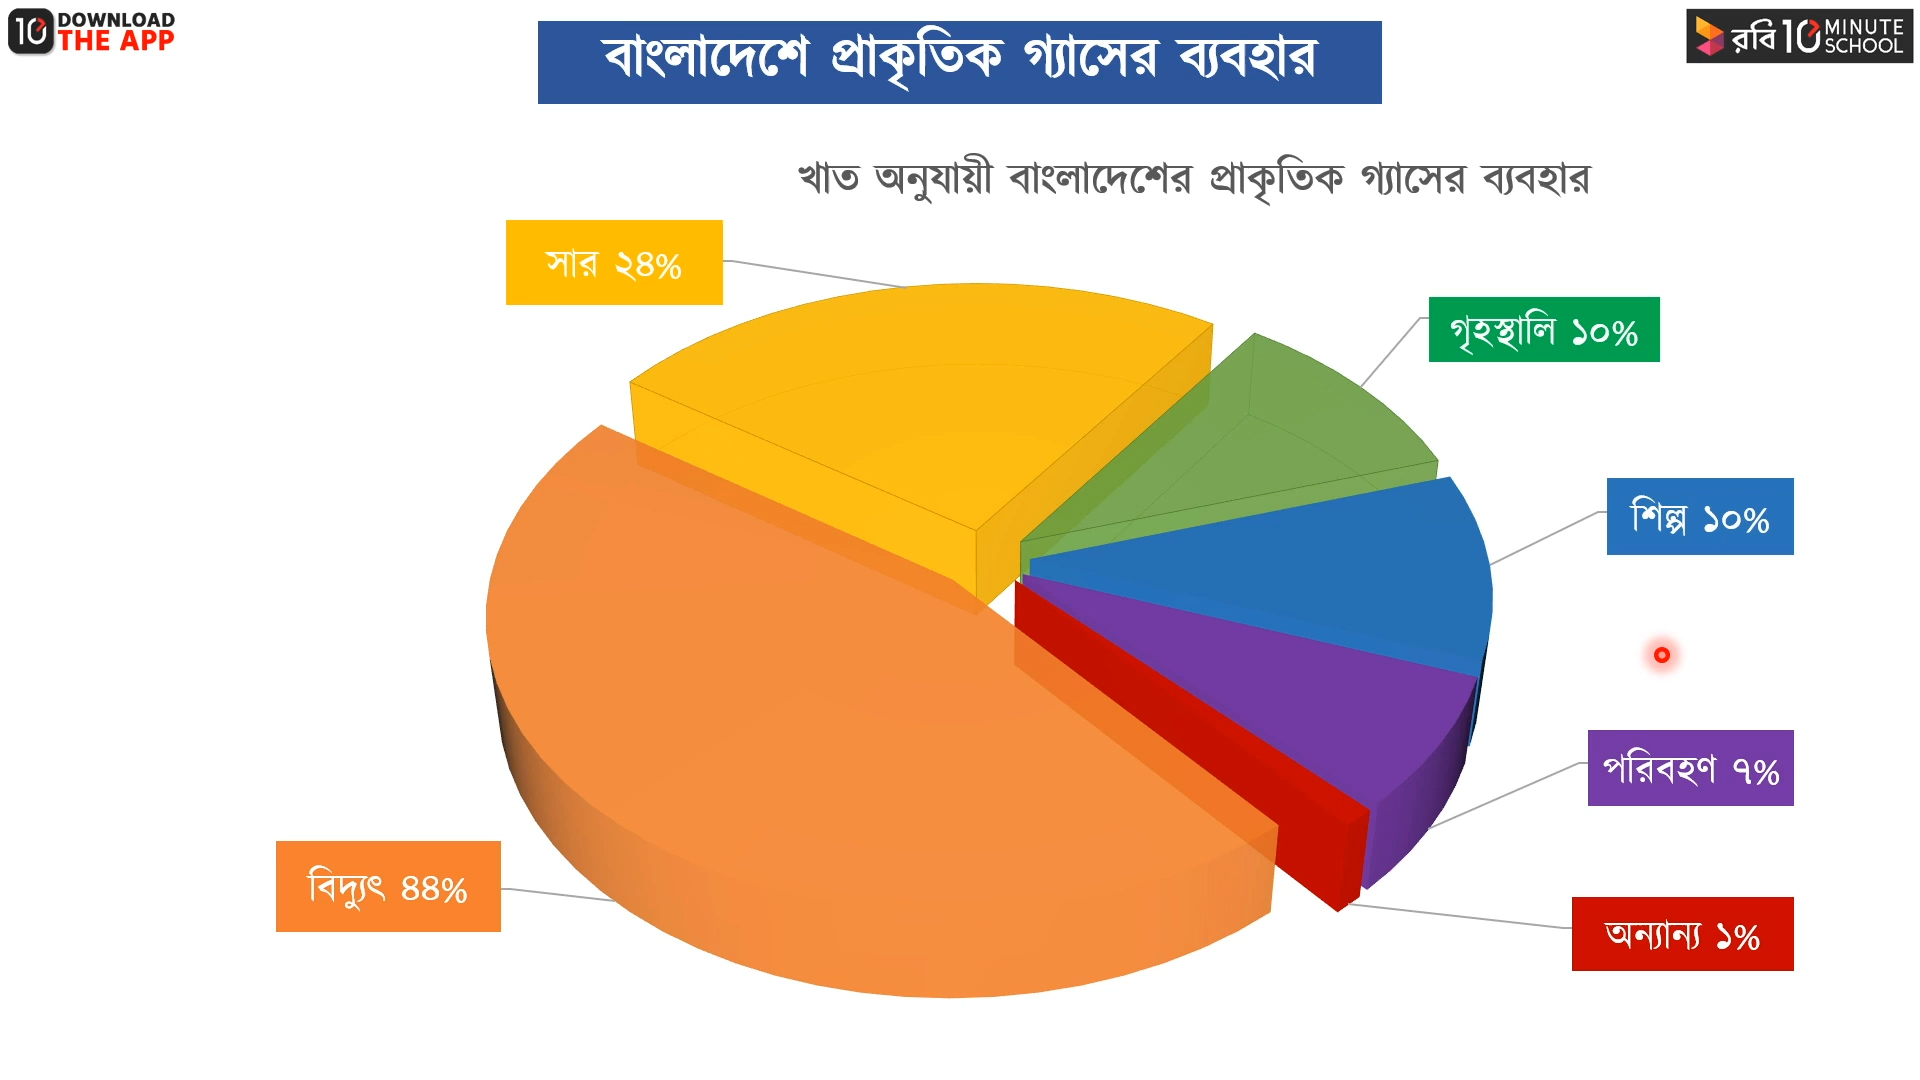 DOWNLOAD
THE APP
বাংলাদেশে প্রাকৃতিক গ্যাসের ব্যবহার
রবি 10 MINUTE
SCHOOL
খাত অনুযায়ী বাংলাদেশের প্রাকৃতিক গ্যাসের ব্যবহার
সার ২৪%
গৃহস্থালি ১০%
শিল্প ১০%
পরিবহণ ৭%
বিদ্যুৎ ৪৪%
অন্যান্য ১%